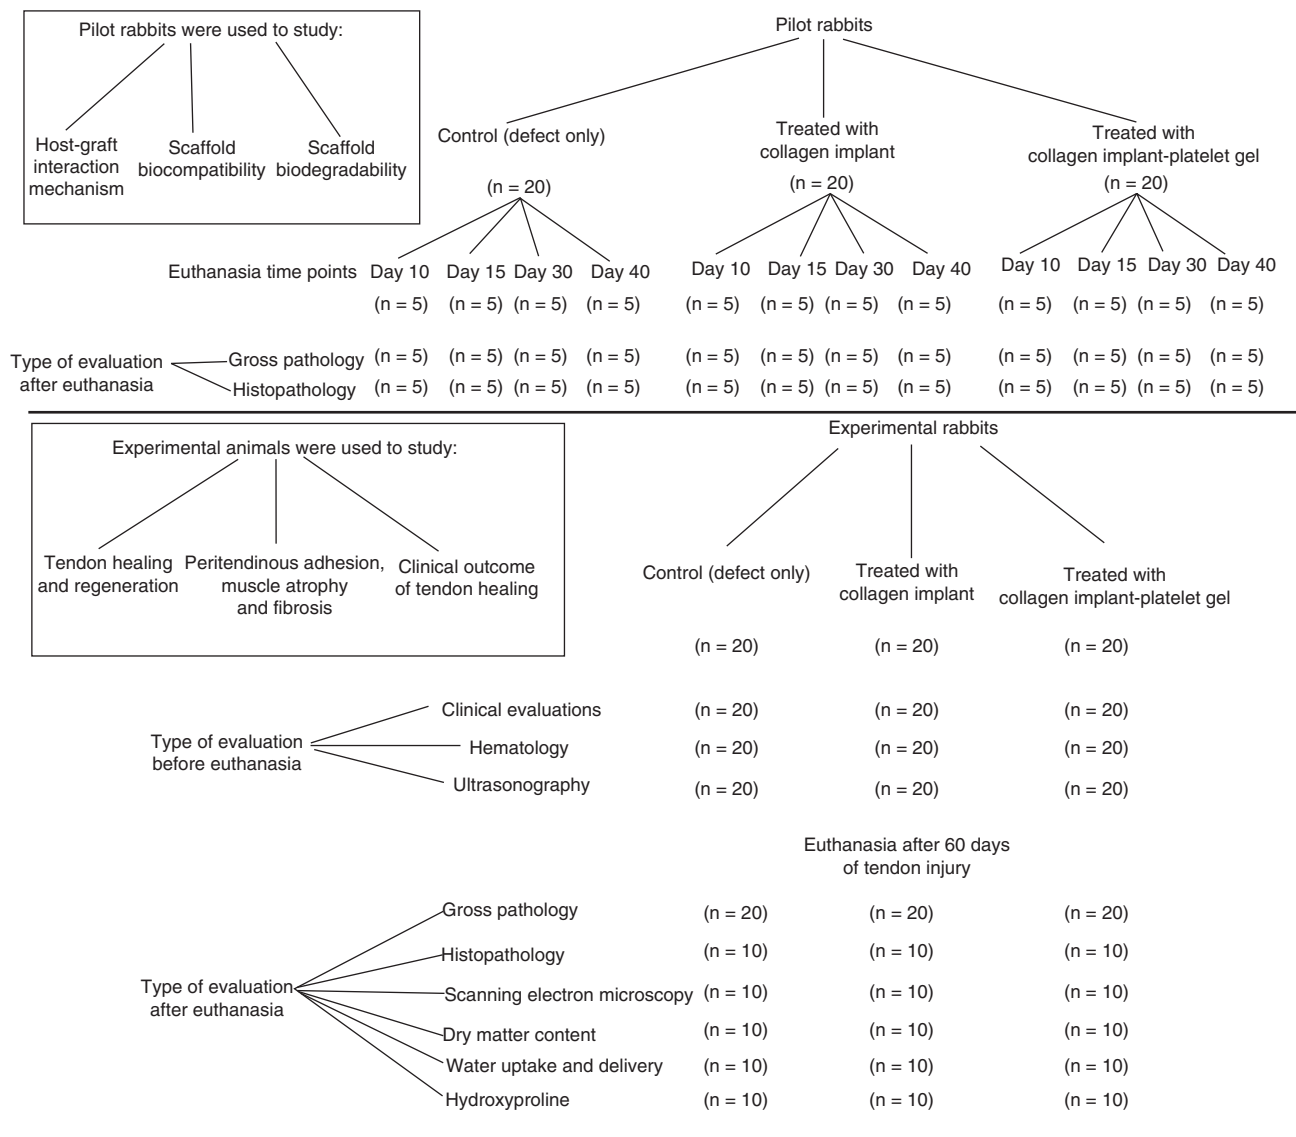 Pilot rabbits were used to study:
Host-graft
interaction
mechanism
Scaffold
biocompatibility
Scaffold
biodegradability
Pilot rabbits
Control (defect only)
(n = 20)
Treated with
collagen implant
(n = 20)
Treated with
collagen implant-platelet gel
(n = 20)
Euthanasia time points Day 10 Day 15 Day 30 Day 40 Day 10 Day 15 Day 30 Day 40 Day 10 Day 15 Day 30 Day 40
(n = 5) (n = 5) (n = 5) (n = 5) (n = 5) (n = 5) (n = 5) (n = 5) (n = 5) (n = 5) (n = 5) (n = 5)
Type of evaluation
after euthanasia
Gross pathology (n = 5) (n = 5) (n = 5) (n = 5) (n = 5) (n = 5) (n = 5) (n = 5) (n = 5) (n = 5) (n = 5) (n = 5)
Histopathology (n = 5) (n = 5) (n = 5) (n = 5) (n = 5) (n = 5) (n = 5) (n = 5) (n = 5) (n = 5) (n = 5) (n = 5)
Experimental animals were used to study:
Tendon healing
and regeneration
Peritendinous adhesion,
muscle atrophy
and fibrosis
Clinical outcome
of tendon healing
Experimental rabbits
Control (defect only)
Treated with
collagen implant
Treated with
collagen implant-platelet gel
(n = 20) (n = 20) (n = 20)
Type of evaluation
before euthanasia
Clinical evaluations (n = 20) (n = 20) (n = 20)
Hematology (n = 20) (n = 20) (n = 20)
Ultrasonography (n = 20) (n = 20) (n = 20)
Euthanasia after 60 days
of tendon injury
Type of evaluation
after euthanasia
Gross pathology (n = 20) (n = 20) (n = 20)
Histopathology (n = 10) (n = 10) (n = 10)
Scanning electron microscopy (n = 10) (n = 10) (n = 10)
Dry matter content (n = 10) (n = 10) (n = 10)
Water uptake and delivery (n = 10) (n = 10) (n = 10)
Hydroxyproline (n = 10) (n = 10) (n = 10)